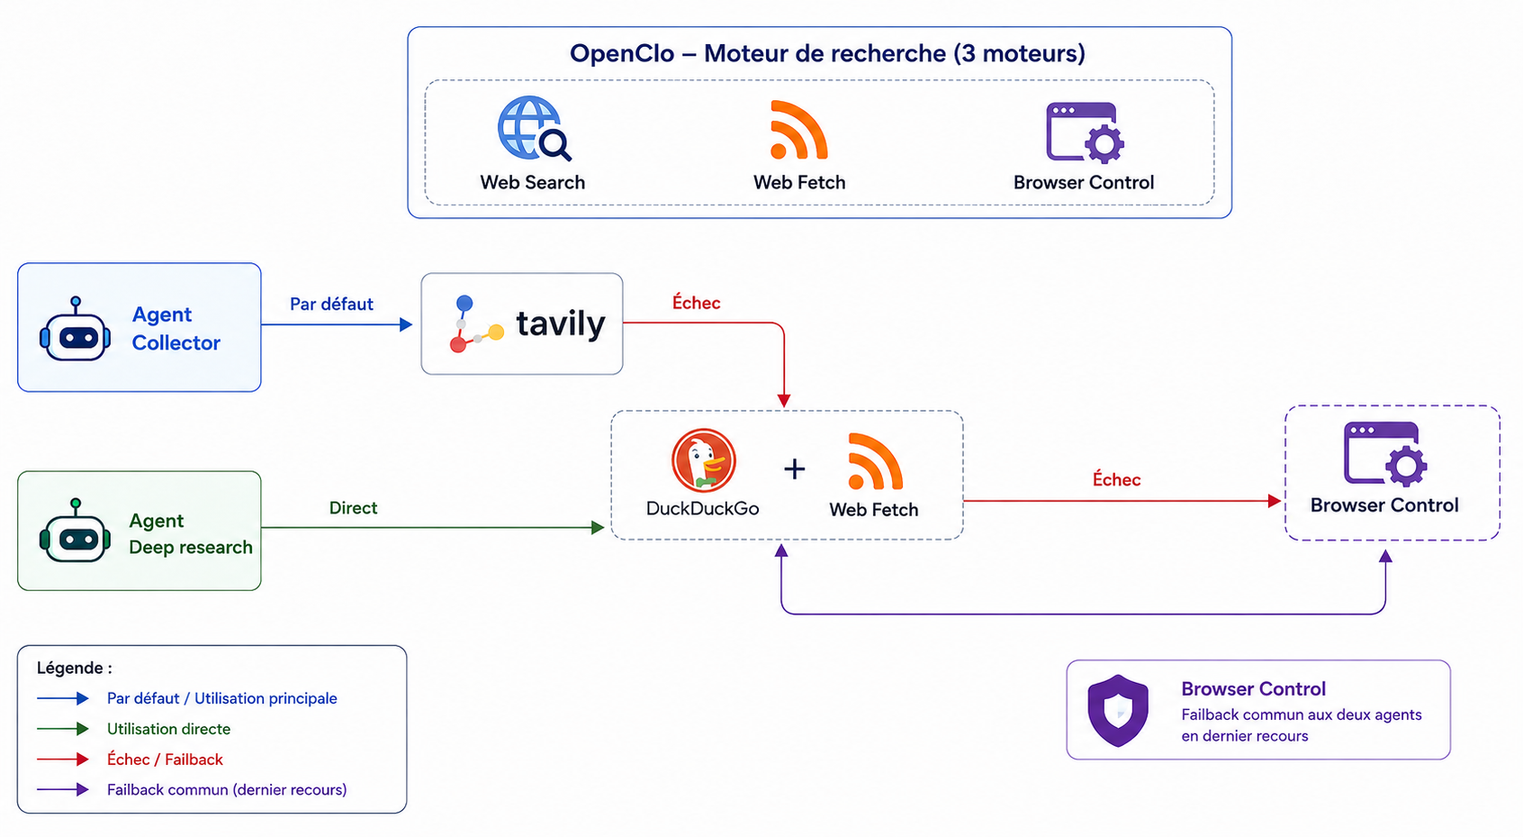 OpenClo – Moteur de recherche (3 moteurs)
Web Search
Web Fetch
Browser Control
Agent
Collector
Par défaut
tavily
Échec
Agent
Deep research
Direct
DuckDuckGo
+
Web Fetch
Échec
Browser Control
Légende :
Par défaut / Utilisation principale
Utilisation directe
Échec / Failback
Failback commun (dernier recours)
Browser Control
Failback commun aux deux agents
en dernier recours